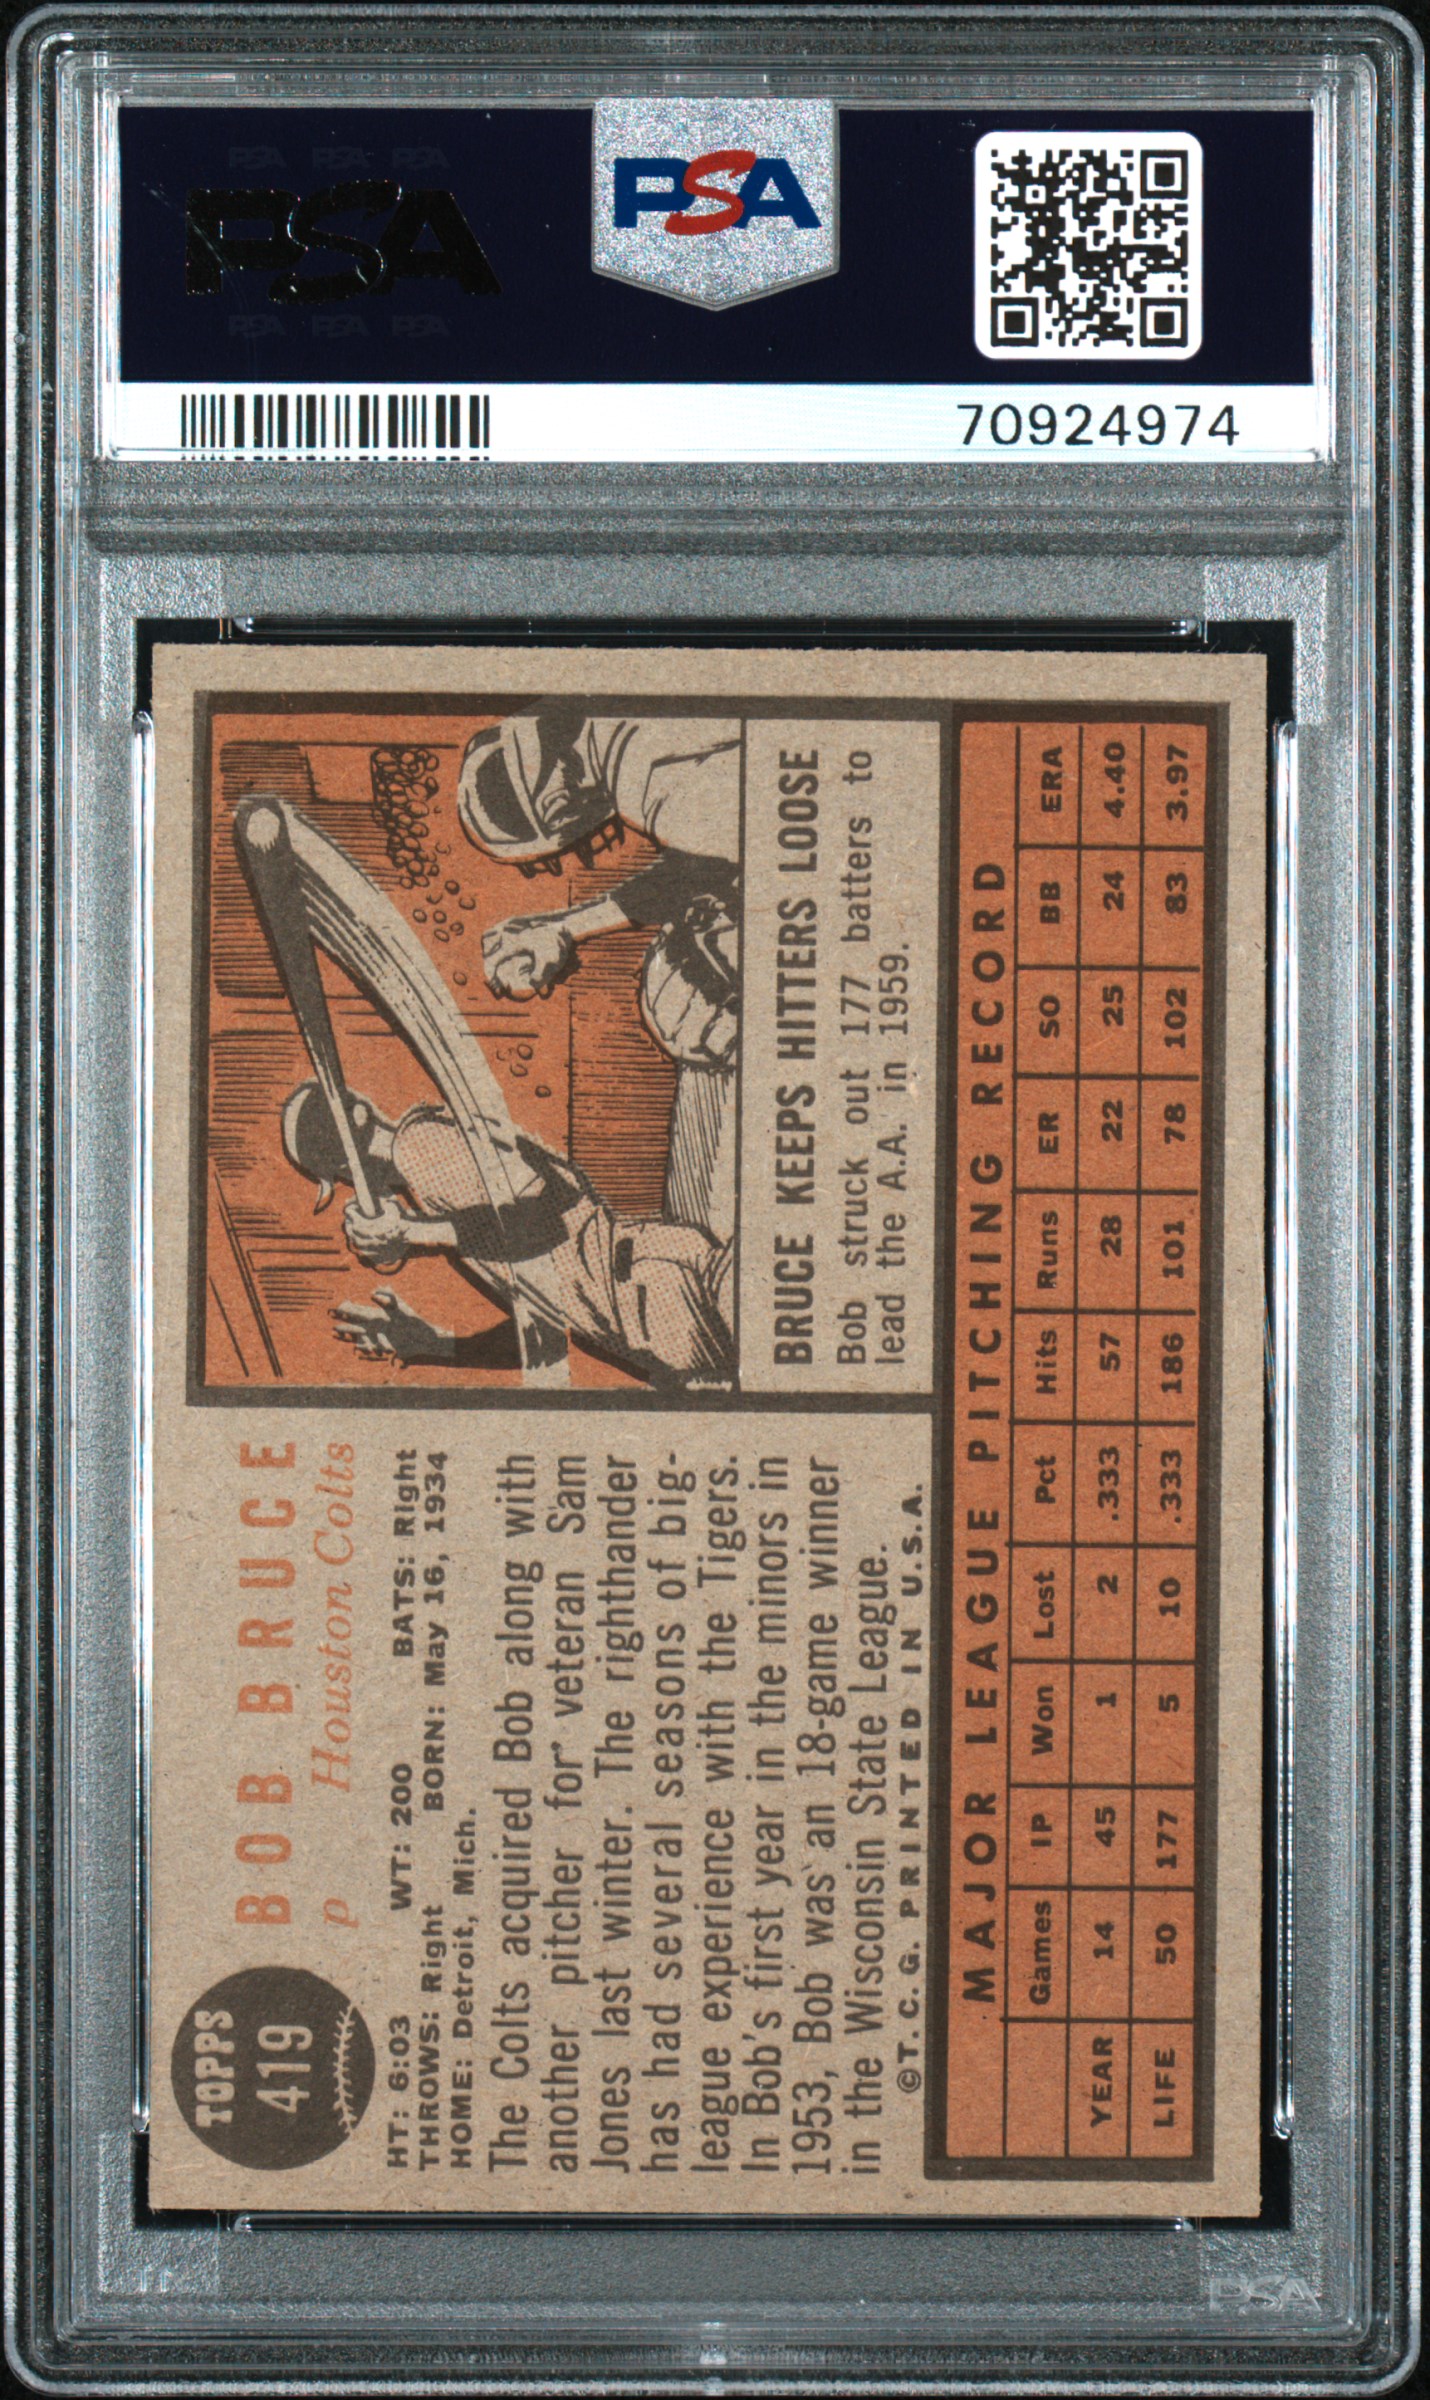 PSA PSA PSA
PSA
PSA PSA PSA
PSA
70924974
TOPPS
419
BOB BRUCE
P Houston Colts
HT: 6:03 WT: 200 BATS: Right
THROWS: Right BORN: May 16, 1934
HOME: Detroit, Mich.
The Colts acquired Bob along with
another pitcher for veteran Sam
Jones last winter. The righthander
has had several seasons of big-
league experience with the Tigers.
In Bob's first year in the minors in
1953, Bob was an 18-game winner
in the Wisconsin State League.
©T.C.G. PRINTED IN U.S.A.
BRUCE KEEPS HITTERS LOOSE
Bob struck out 177 batters to
lead the A.A. in 1959.
MAJOR LEAGUE PITCHING RECORD
Games IP Won Lost Pct Hits Runs ER SO BB ERA
YEAR 14 45 1 2 .333 57 28 22 25 24 4.40
LIFE 50 177 5 10 .333 186 101 78 102 83 3.97
PSA